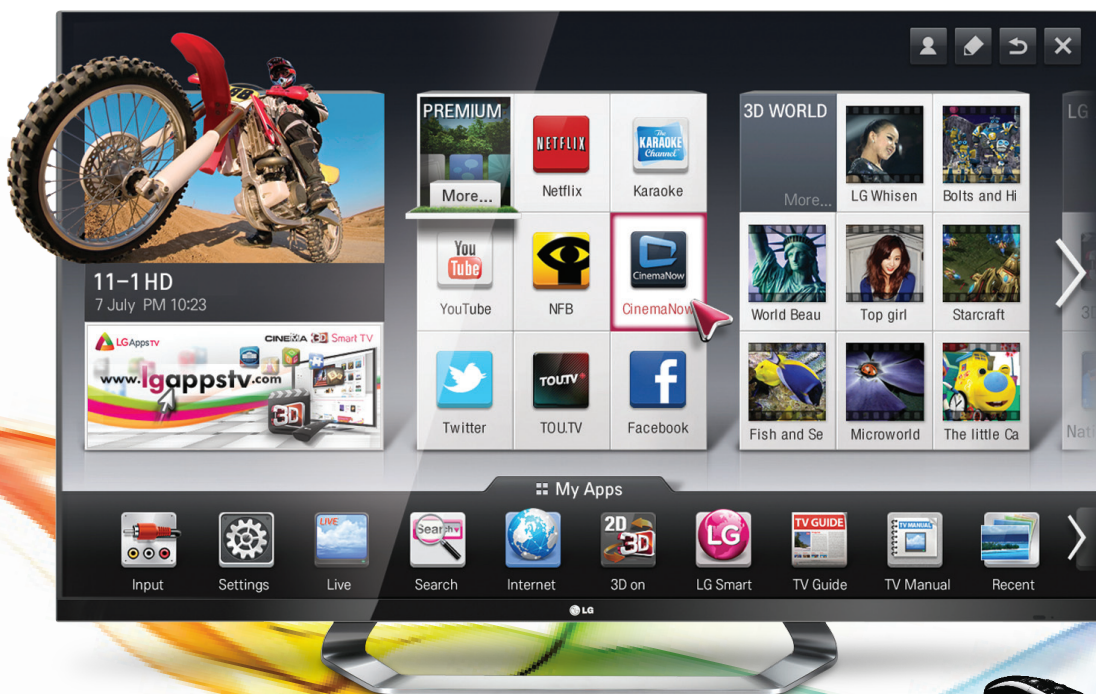 PREMIUM
More...
NETFLIX
Netflix
The
KARAOKE
Channel
Karaoke
3D WORLD
More...
LG Whisen
Bolts and Hi
LG
You
Tube
YouTube
NFB
CinemaNow
CinemaNow
World Beau
Top girl
Starcraft
3D
11-1 HD
7 July PM 10:23
LG Apps TV
CINEMA 3D Smart TV
www.lgappstv.com
3D
Twitter
TOU.TV
TOU.TV
Facebook
Fish and Se
Microworld
The little Ca
Nati
My Apps
Input
Settings
LIVE
Live
Search
Search
Internet
2D
3D
3D on
LG
LG Smart
TV GUIDE
TV Guide
TV MANUAL
TV Manual
Recent
LG